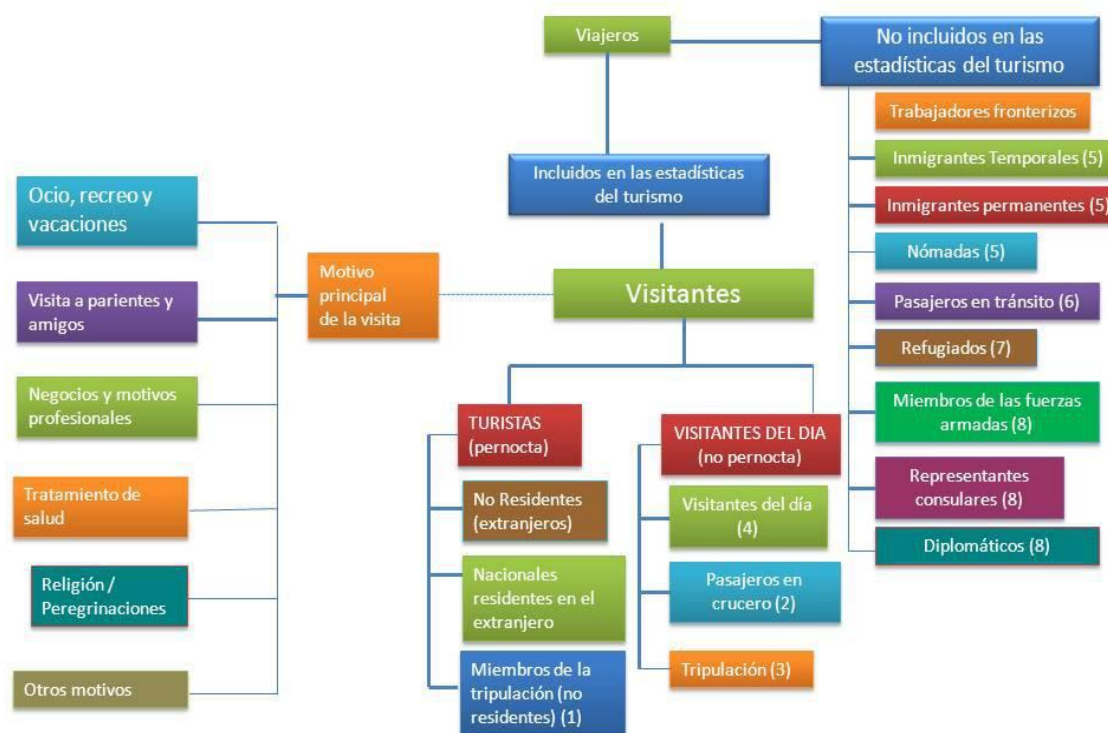 Viajeros
No incluidos en las
estadísticas del turismo
Trabajadores fronterizos
Inmigrantes Temporales (5)
Inmigrantes permanentes (5)
Nómadas (5)
Pasajeros en tránsito (6)
Refugiados (7)
Miembros de las fuerzas
armadas (8)
Representantes
consulares (8)
Diplomáticos (8)
Incluidos en las estadísticas
del turismo
Visitantes
Motivo
principal
de la visita
Ocio, recreo y
vacaciones
Visita a parientes y
amigos
Negocios y motivos
profesionales
Tratamiento de
salud
Religión /
Peregrinaciones
Otros motivos
TURISTAS
(pernocta)
No Residentes
(extranjeros)
Nacionales
residentes en el
extranjero
Miembros de la
tripulación (no
residentes) (1)
VISITANTES DEL DIA
(no pernocta)
Visitantes del día
(4)
Pasajeros en
crucero (2)
Tripulación (3)